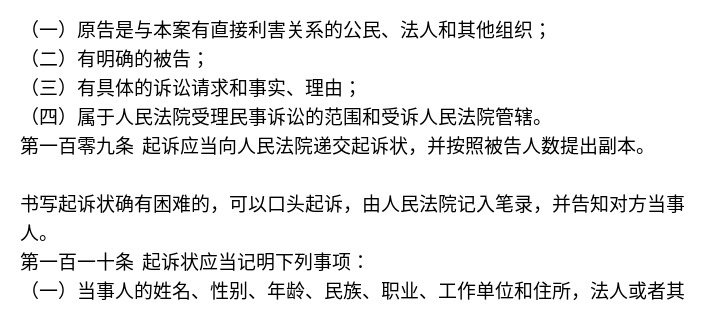 （一）原告是与本案有直接利害关系的公民、法人和其他组织；
（二）有明确的被告；
（三）有具体的诉讼请求和事实、理由；
（四）属于人民法院受理民事诉讼的范围和受诉人民法院管辖。
第一百零九条 起诉应当向人民法院递交起诉状，并按照被告人数提出副本。
书写起诉状确有困难的，可以口头起诉，由人民法院记入笔录，并告知对方当事
人。
第一百一十条 起诉状应当记明下列事项：
（一）当事人的姓名、性别、年龄、民族、职业、工作单位和住所，法人或者其